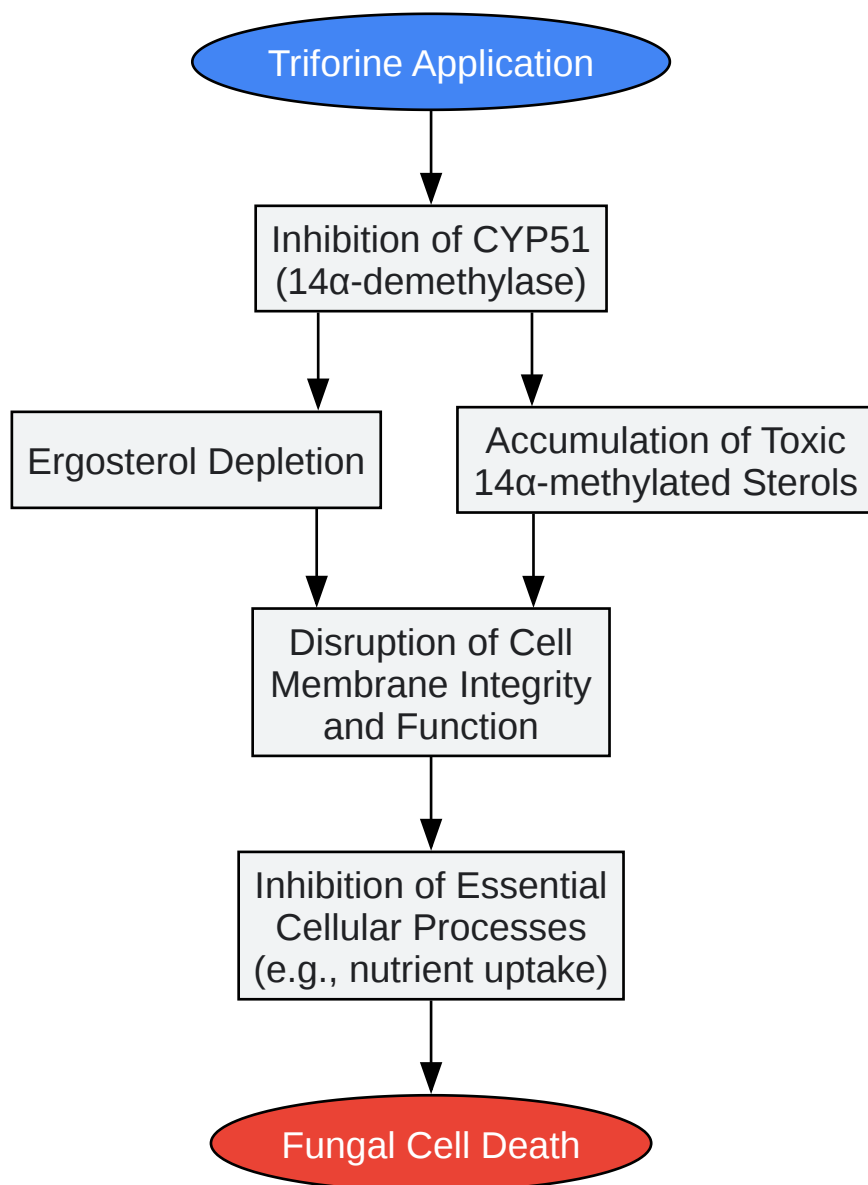 Triforine Application
Inhibition of CYP51
(14α-demethylase)
Ergosterol Depletion
Accumulation of Toxic
14α-methylated Sterols
Disruption of Cell
Membrane Integrity
and Function
Inhibition of Essential
Cellular Processes
(e.g., nutrient uptake)
Fungal Cell Death